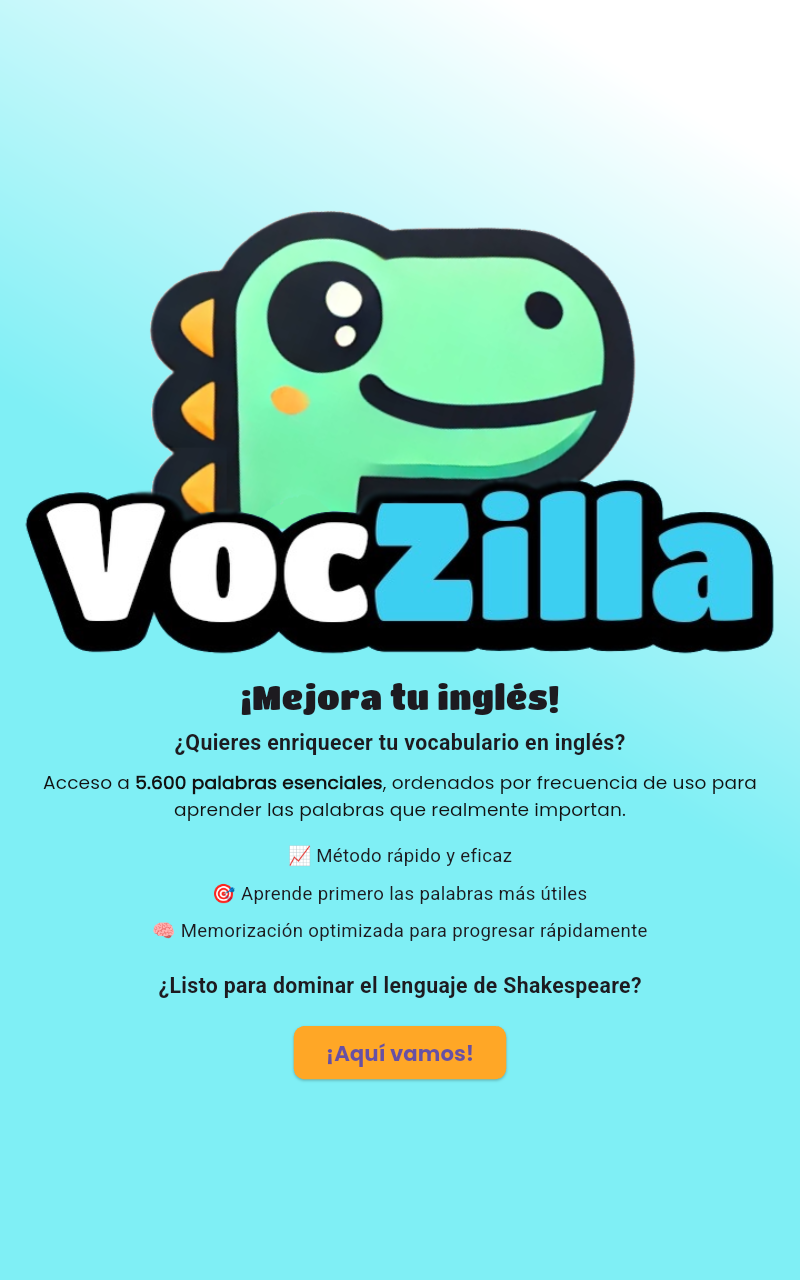 VocZilla
¡Mejora tu inglés!
¿Quieres enriquecer tu vocabulario en inglés?
Acceso a 5.600 palabras esenciales, ordenados por frecuencia de uso para
aprender las palabras que realmente importan.
📈 Método rápido y eficaz
🎯 Aprende primero las palabras más útiles
🧠 Memorización optimizada para progresar rápidamente
¿Listo para dominar el lenguaje de Shakespeare?
¡Aquí vamos!